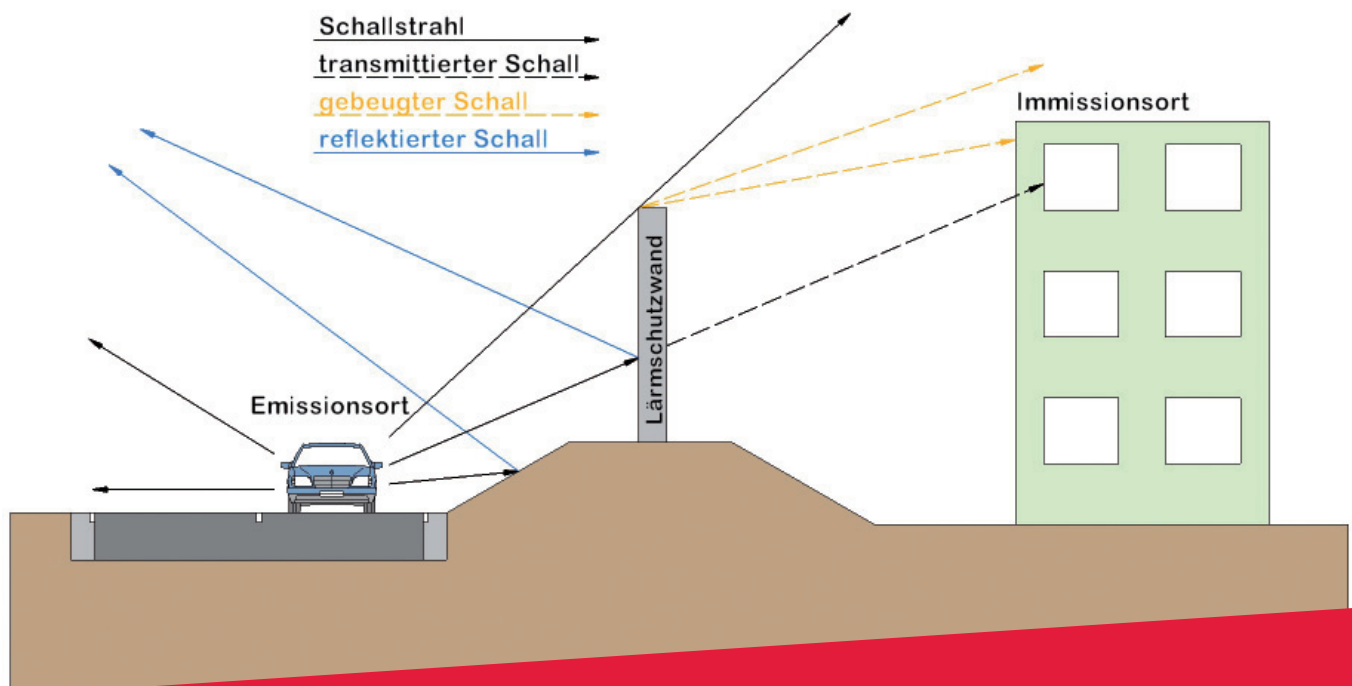 Schallstrahl
transmittierter Schall
gebeugter Schall
reflektierter Schall
Immissionsort
Lärmschutzwand
Emissionsort